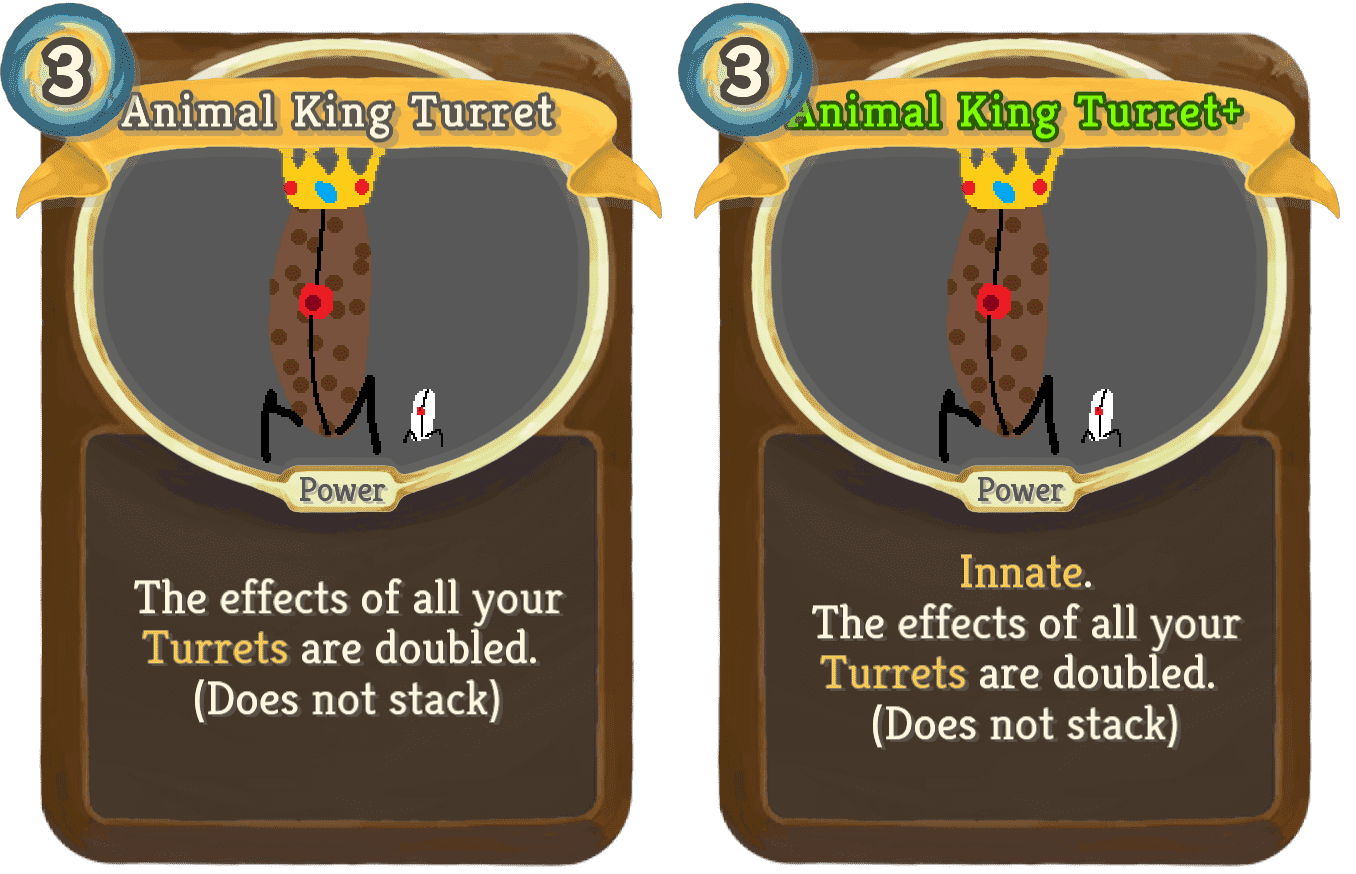 3
Animal King Turret
Power
The effects of all your
Turrets are doubled.
(Does not stack)
3
Animal King Turret+
Power
Innate.
The effects of all your
Turrets are doubled.
(Does not stack)